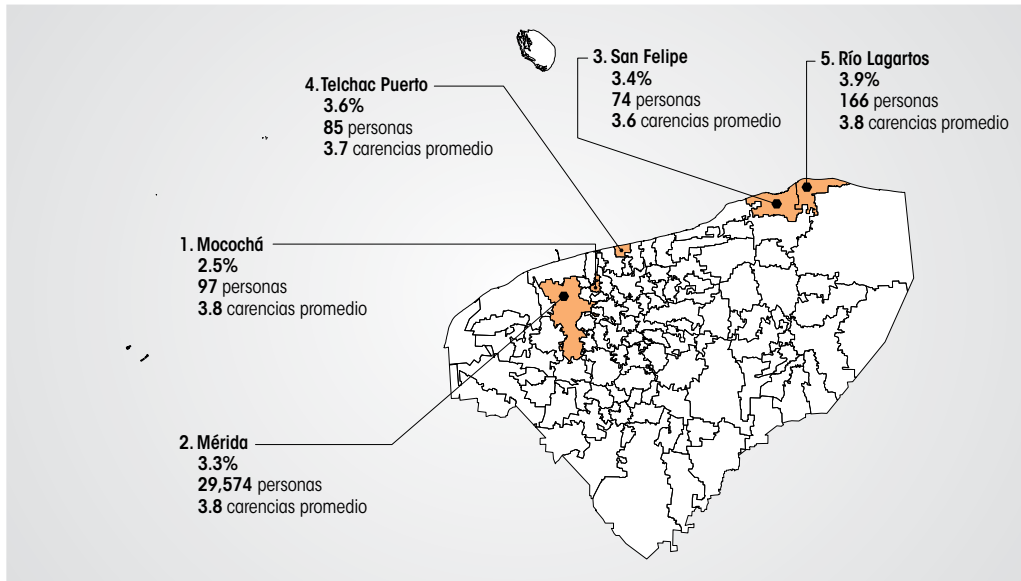 3. San Felipe
3.4%
74 personas
3.6 carencias promedio
5. Río Lagartos
3.9%
166 personas
3.8 carencias promedio
4. Telchac Puerto
3.6%
85 personas
3.7 carencias promedio
1. Mocochá
2.5%
97 personas
3.8 carencias promedio
2. Mérida
3.3%
29,574 personas
3.8 carencias promedio